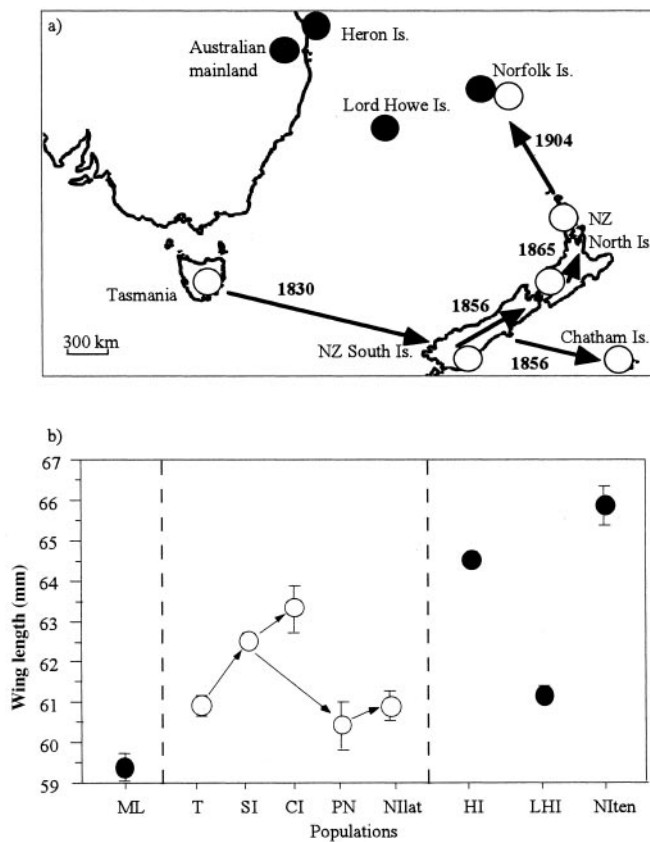 a)
Heron Is.
Australian
mainland
Norfolk Is.
Lord Howe Is.
1904
NZ
North Is.
1865
Tasmania
1830
1856
300 km
NZ South Is.
Chatham Is.
1856
b)
67
66
65
64
63
62
61
60
59
Wing length (mm)
ML T SI CI PN NIlat HI LHI NIten
Populations